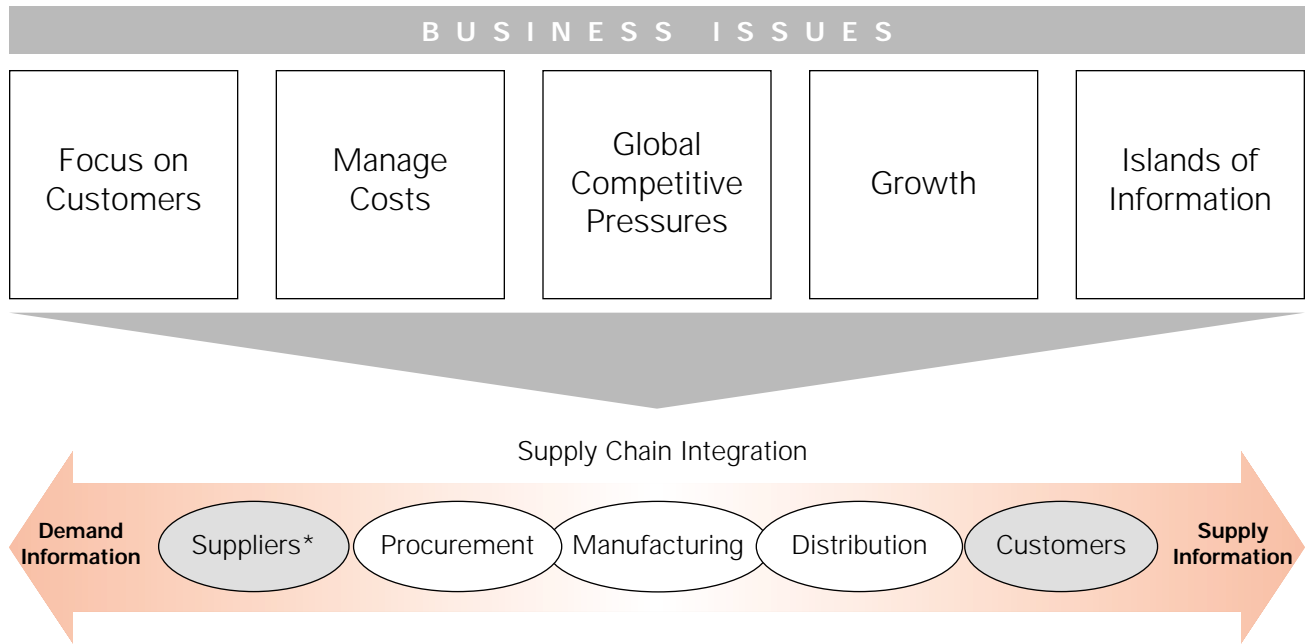 BUSINESS ISSUES
Focus on
Customers
Manage
Costs
Global
Competitive
Pressures
Growth
Islands of
Information
Supply Chain Integration
Demand
Information
Suppliers*
Procurement
Manufacturing
Distribution
Customers
Supply
Information